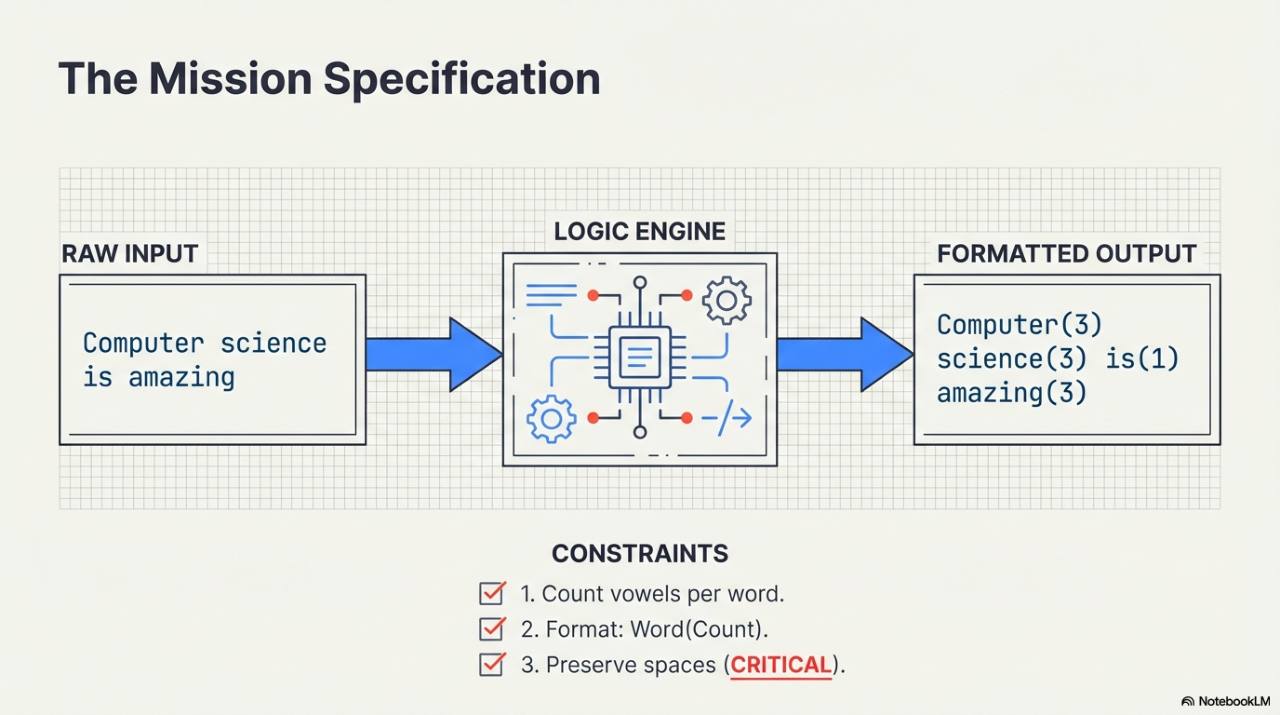 The Mission Specification
RAW INPUT
Computer science
is amazing
LOGIC ENGINE
FORMATTED OUTPUT
Computer(3)
science(3) is(1)
amazing(3)
CONSTRAINTS
1. Count vowels per word.
2. Format: Word(Count).
3. Preserve spaces (CRITICAL).
NotebookLM